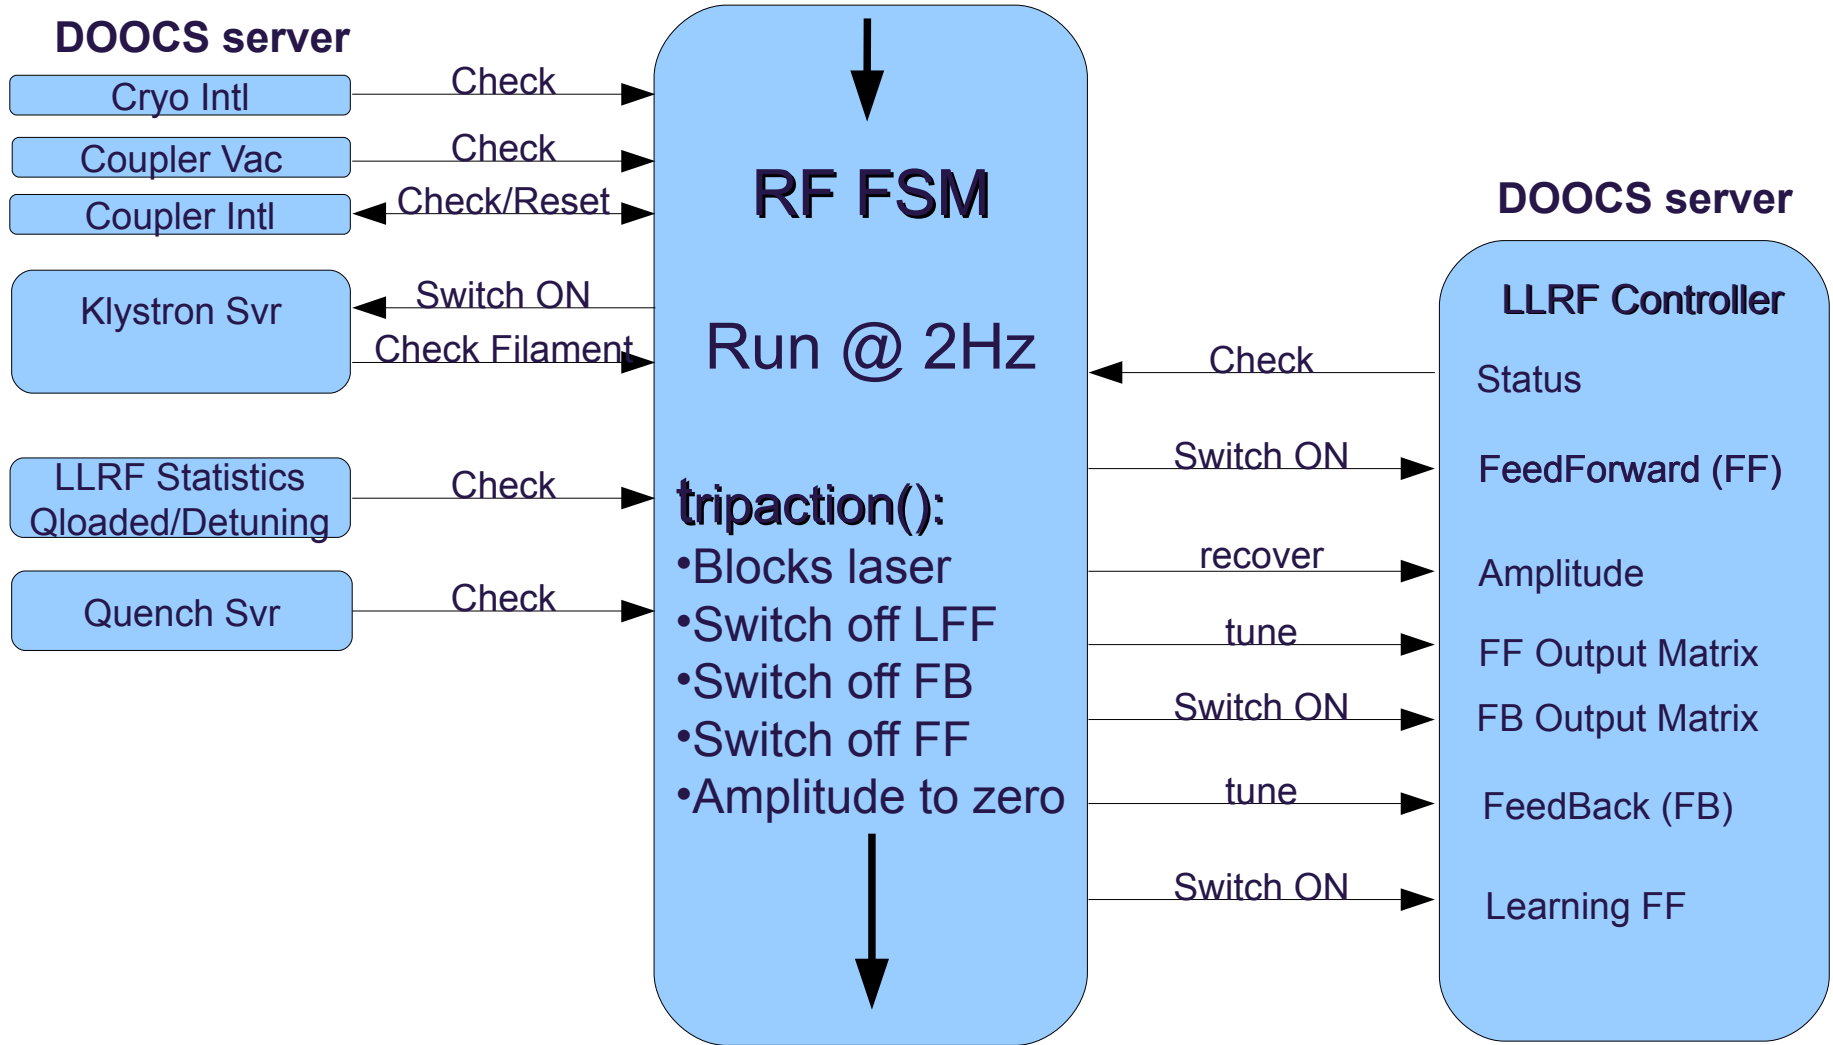 DOOCS server
Cryo Intl
Check
Coupler Vac
Check
Coupler Intl
Check/Reset
Klystron Svr
Switch ON
Check Filament
LLRF Statistics
Qloaded/Detuning
Check
Quench Svr
Check
RF FSM
Run @ 2Hz
tripaction():
•Blocks laser
•Switch off LFF
•Switch off FB
•Switch off FF
•Amplitude to zero
DOOCS server
LLRF Controller
Check
Status
Switch ON
FeedForward (FF)
recover
Amplitude
tune
FF Output Matrix
Switch ON
FB Output Matrix
tune
FeedBack (FB)
Switch ON
Learning FF